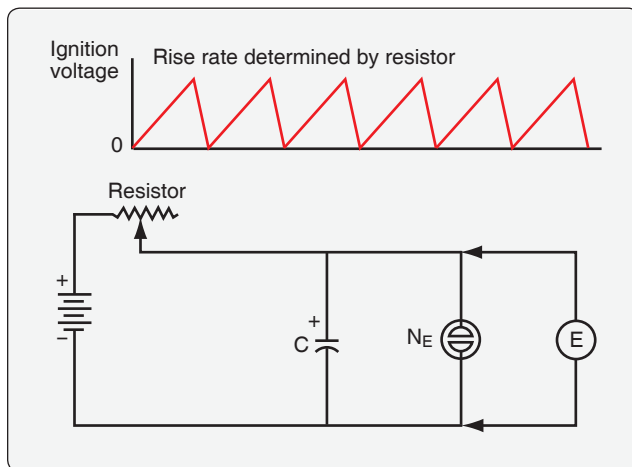 Ignition
voltage
Rise rate determined by resistor
0
Resistor
+
−
+
C
NE
E